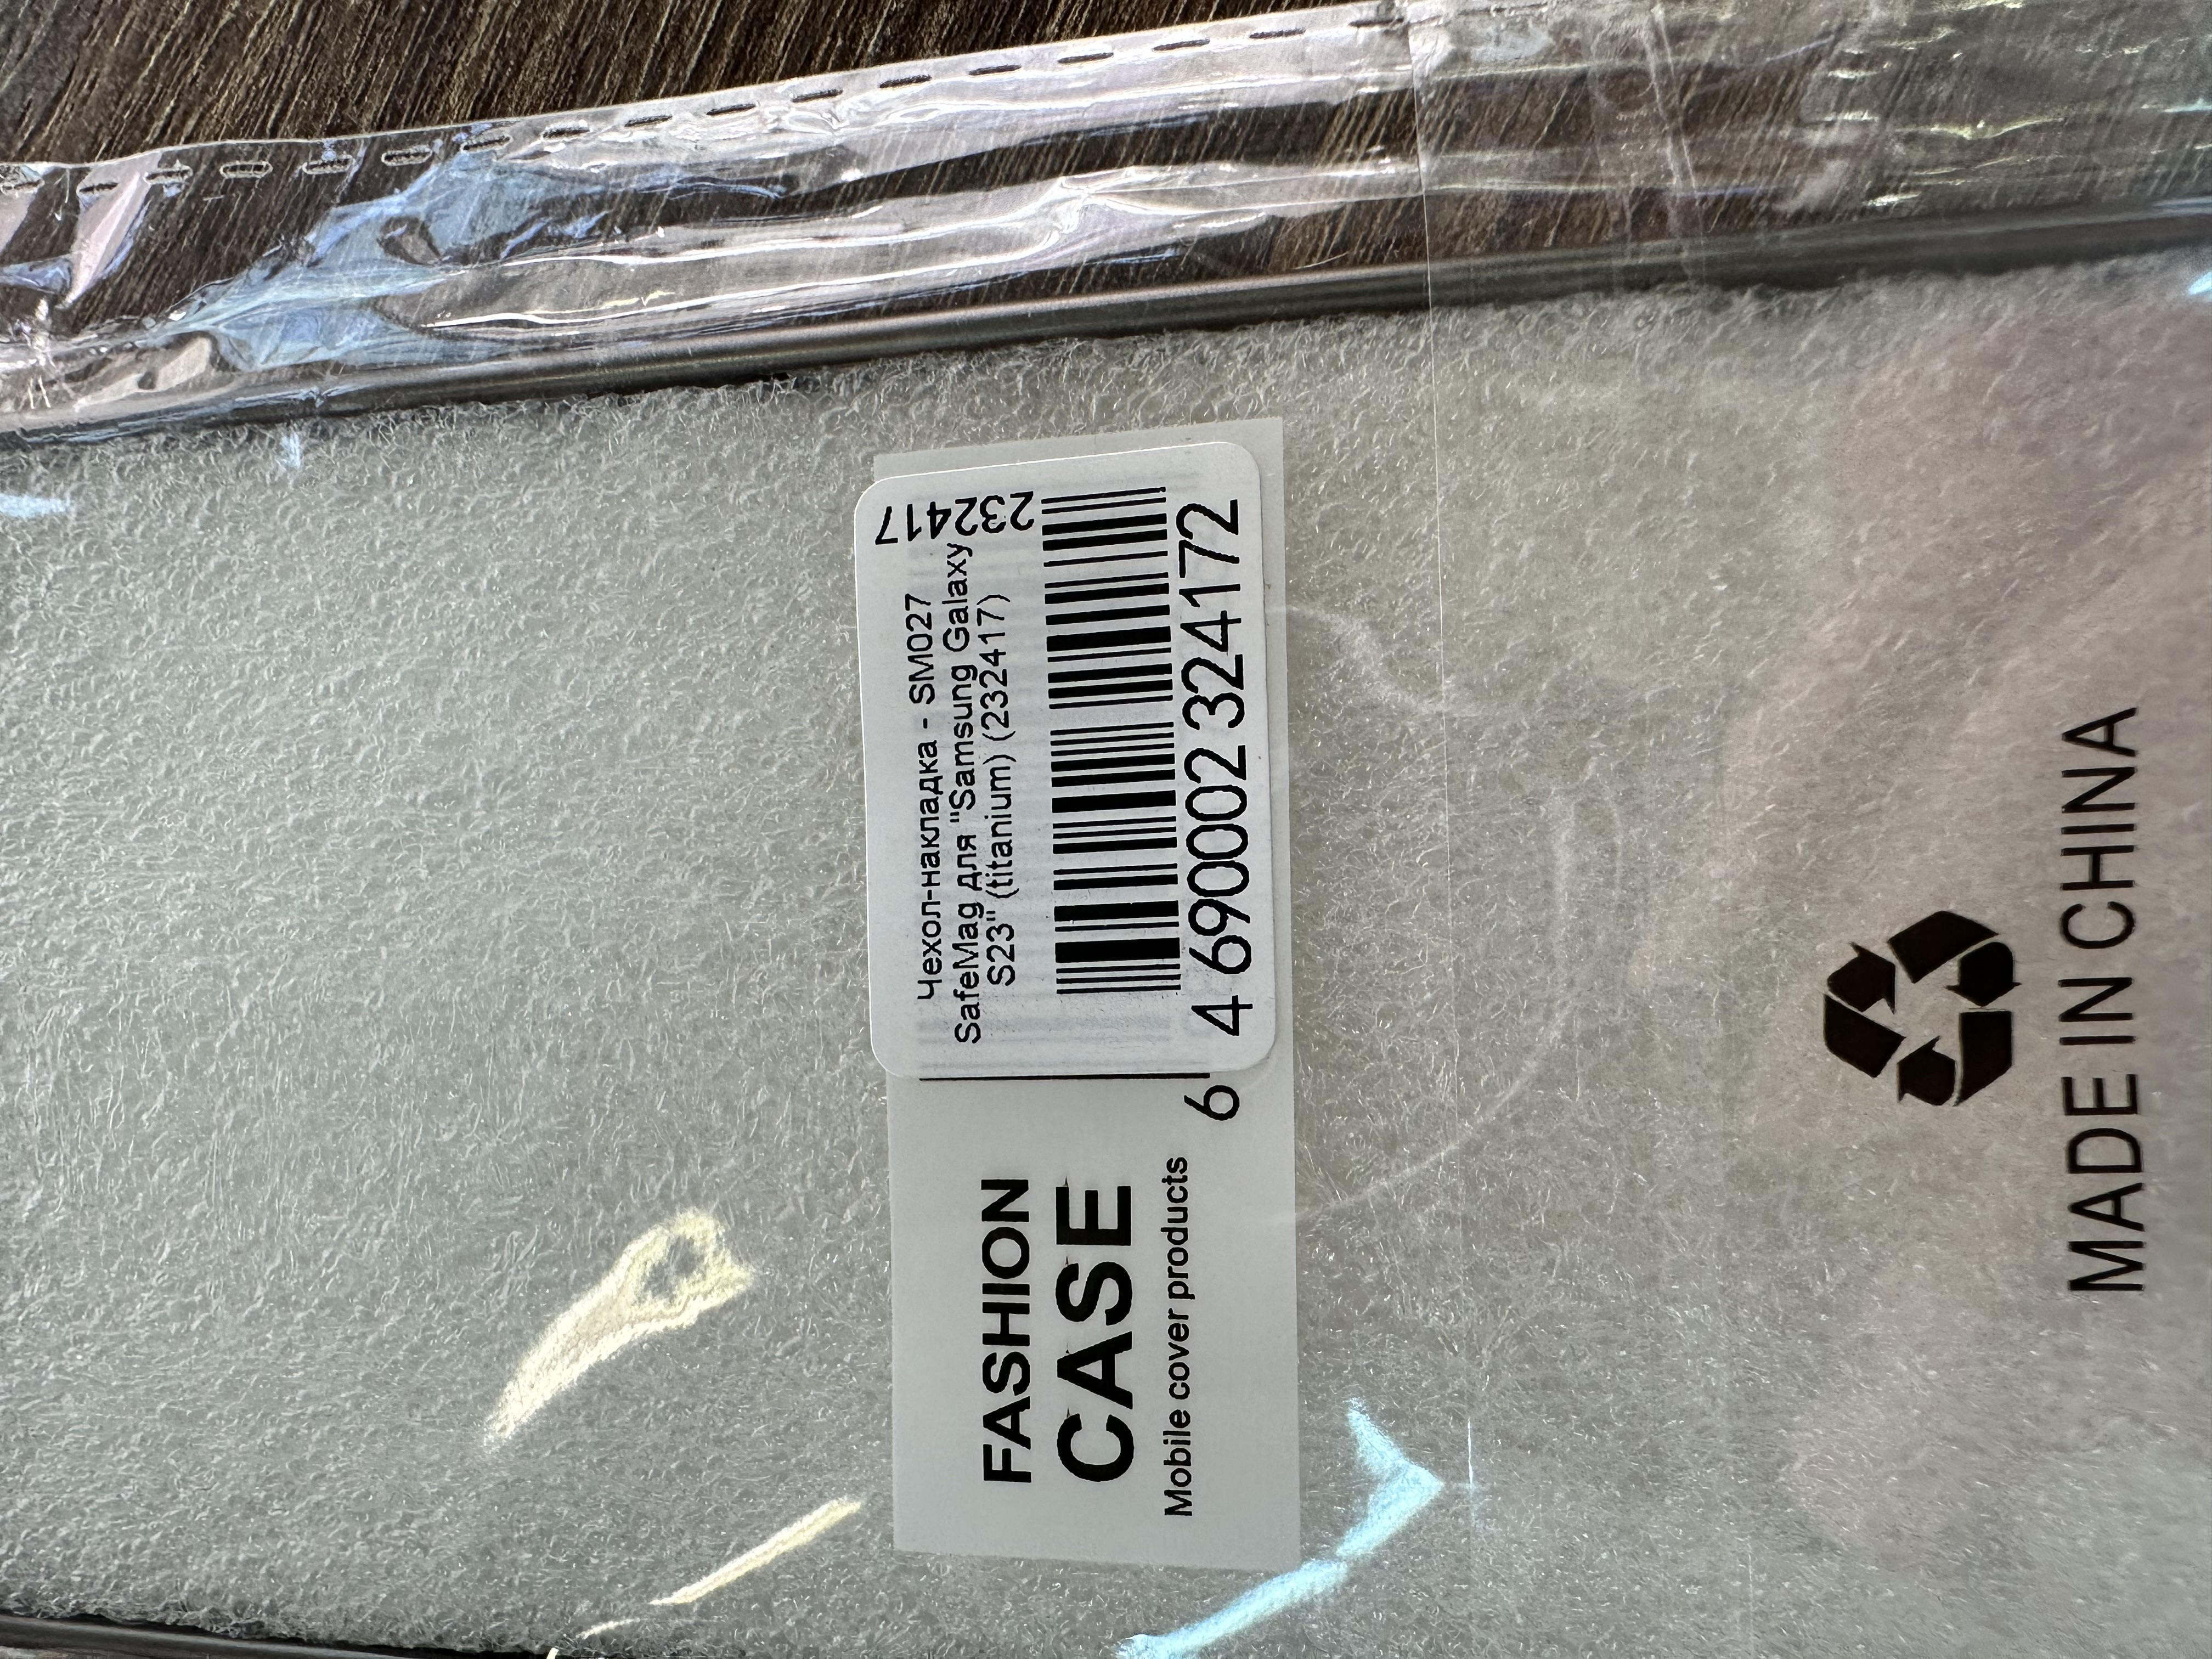 Чехол-накладка - SM027
SafeMag для "Samsung Galaxy
S23" (titanium) (232417)
232417
4 690002 324172
6
FASHION
CASE
Mobile cover products
MADE IN CHINA